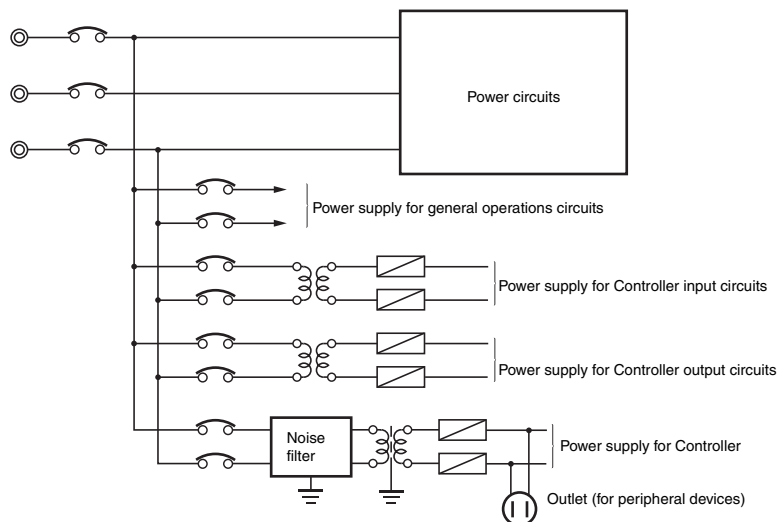 Power circuits
Power supply for general operations circuits
Power supply for Controller input circuits
Power supply for Controller output circuits
Noise
filter
Power supply for Controller
Outlet (for peripheral devices)